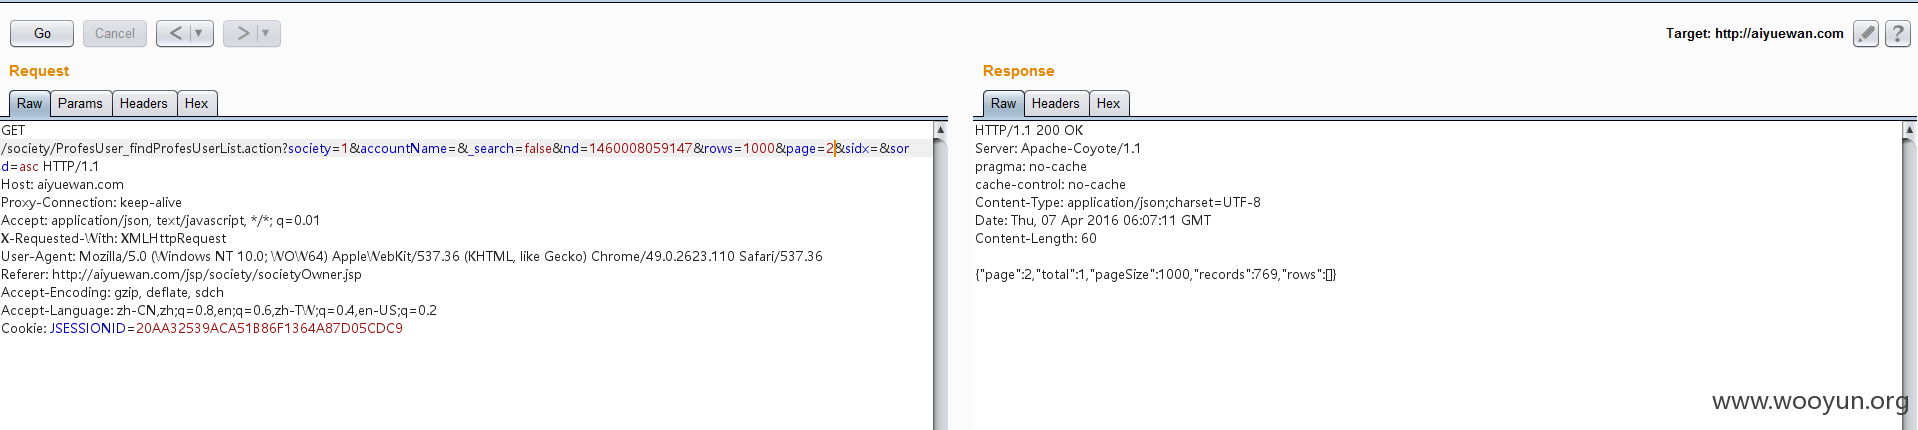 Go Cancel < ▼ > ▼ Target: http://aiyuewan.com ?
Request
Raw Params Headers Hex
GET
/society/ProfesUser_findProfesUserList.action?society=1&accountName=&_search=false&nd=1460008059147&rows=1000&page=2&sidx=&sor
d=asc HTTP/1.1
Host: aiyuewan.com
Proxy-Connection: keep-alive
Accept: application/json, text/javascript, */*; q=0.01
X-Requested-With: XMLHttpRequest
User-Agent: Mozilla/5.0 (Windows NT 10.0; WOW64) AppleWebKit/537.36 (KHTML, like Gecko) Chrome/49.0.2623.110 Safari/537.36
Referer: http://aiyuewan.com/jsp/society/societyOwner.jsp
Accept-Encoding: gzip, deflate, sdch
Accept-Language: zh-CN,zh;q=0.8,en;q=0.6,zh-TW;q=0.4,en-US;q=0.2
Cookie: JSESSIONID=20AA32539ACA51B86F1364A87D05CDC9
Response
Raw Headers Hex
HTTP/1.1 200 OK
Server: Apache-Coyote/1.1
pragma: no-cache
cache-control: no-cache
Content-Type: application/json;charset=UTF-8
Date: Thu, 07 Apr 2016 06:07:11 GMT
Content-Length: 60
{"page":2,"total":1,"pageSize":1000,"records":769,"rows":[]}
www.wooyun.org